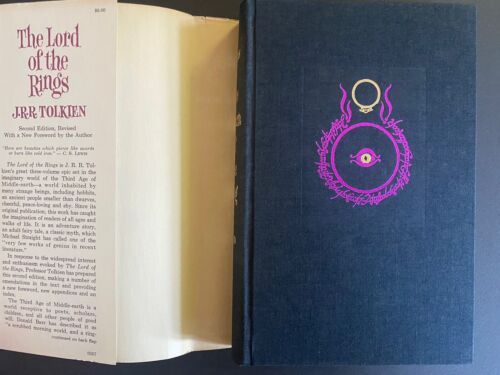 $6.95
The Lord
of the
Rings
J.R.R. TOLKIEN
Second Edition, Revised
With a New Foreword by the Author
"Here are beauties which pierce like swords
or burn like cold iron." — C. S. Lewis
The Lord of the Rings is J. R. R. Tol-
kien's great three-volume epic set in the
imaginary world of the Third Age of
Middle-earth—a world inhabited by
many strange beings, including hobbits,
an ancient people smaller than dwarves,
cheerful, peace-loving and shy. Since its
original publication, this work has caught
the imagination of readers of all ages and
walks of life. It is an adventure story,
an adult fairy tale, a classic myth, which
Michael Straight has called one of the
"very few works of genius in recent
literature."
In response to the widespread interest
and enthusiasm evoked by The Lord of
the Rings, Professor Tolkien has prepared
this second edition, making a number of
emendations in the text and providing
a new foreword, new appendices and an
index.
The Third Age of Middle-earth is a
world receptive to poets, scholars,
children, and all other people of good
will. Donald Barr has described it as
"a scrubbed morning world, and a ring-
continued on back flap